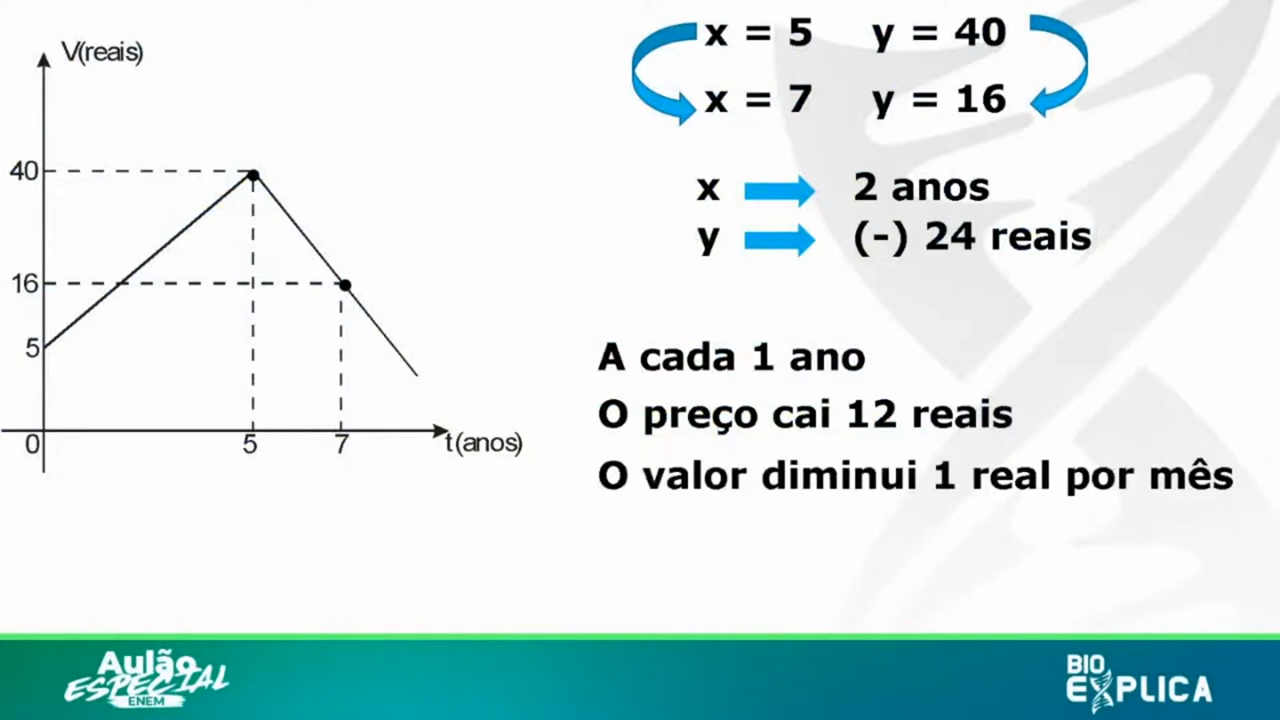 V(reais)
40
16
5
0
5
7
t(anos)
x = 5 y = 40
x = 7 y = 16
x 2 anos
y (-) 24 reais
A cada 1 ano
O preço cai 12 reais
O valor diminui 1 real por mês
Aulão
ESPECIAL
ENEM
BIO
EXPLICA